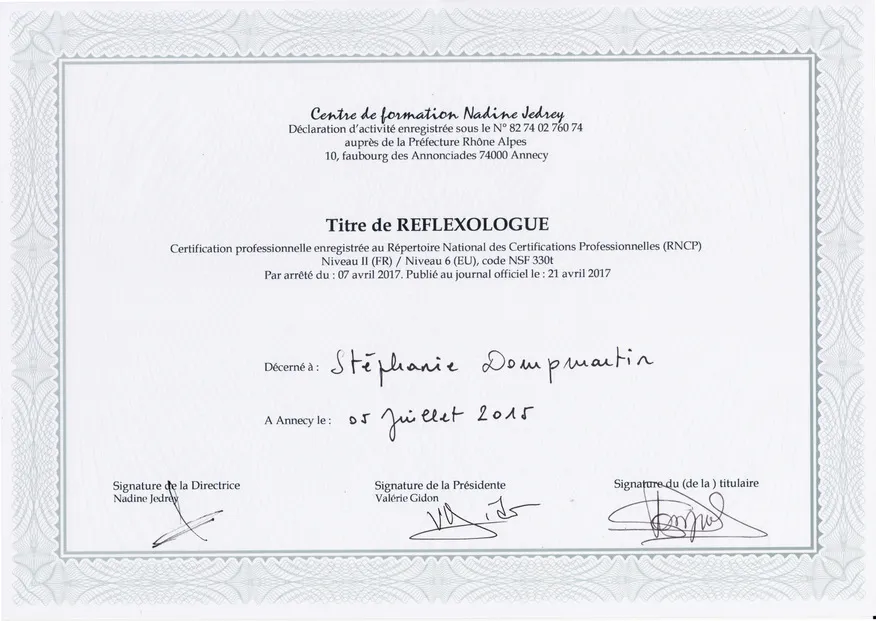 Centre de formation Nadine Jedrey
Déclaration d'activité enregistrée sous le N° 82 74 02 760 74
auprès de la Préfecture Rhône Alpes
10, faubourg des Annonciades 74000 Annecy
Titre de REFLEXOLOGUE
Certification professionnelle enregistrée au Répertoire National des Certifications Professionnelles (RNCP)
Niveau II (FR) / Niveau 6 (EU), code NSF 330t
Par arrêté du : 07 avril 2017. Publié au journal officiel le : 21 avril 2017
Décerné à : Stéphanie Dompmartin
A Annecy le : 05 Juillet 2015
Signature de la Directrice
Nadine Jedrey
Signature de la Présidente
Valérie Gidon
Signature du (de la ) titulaire